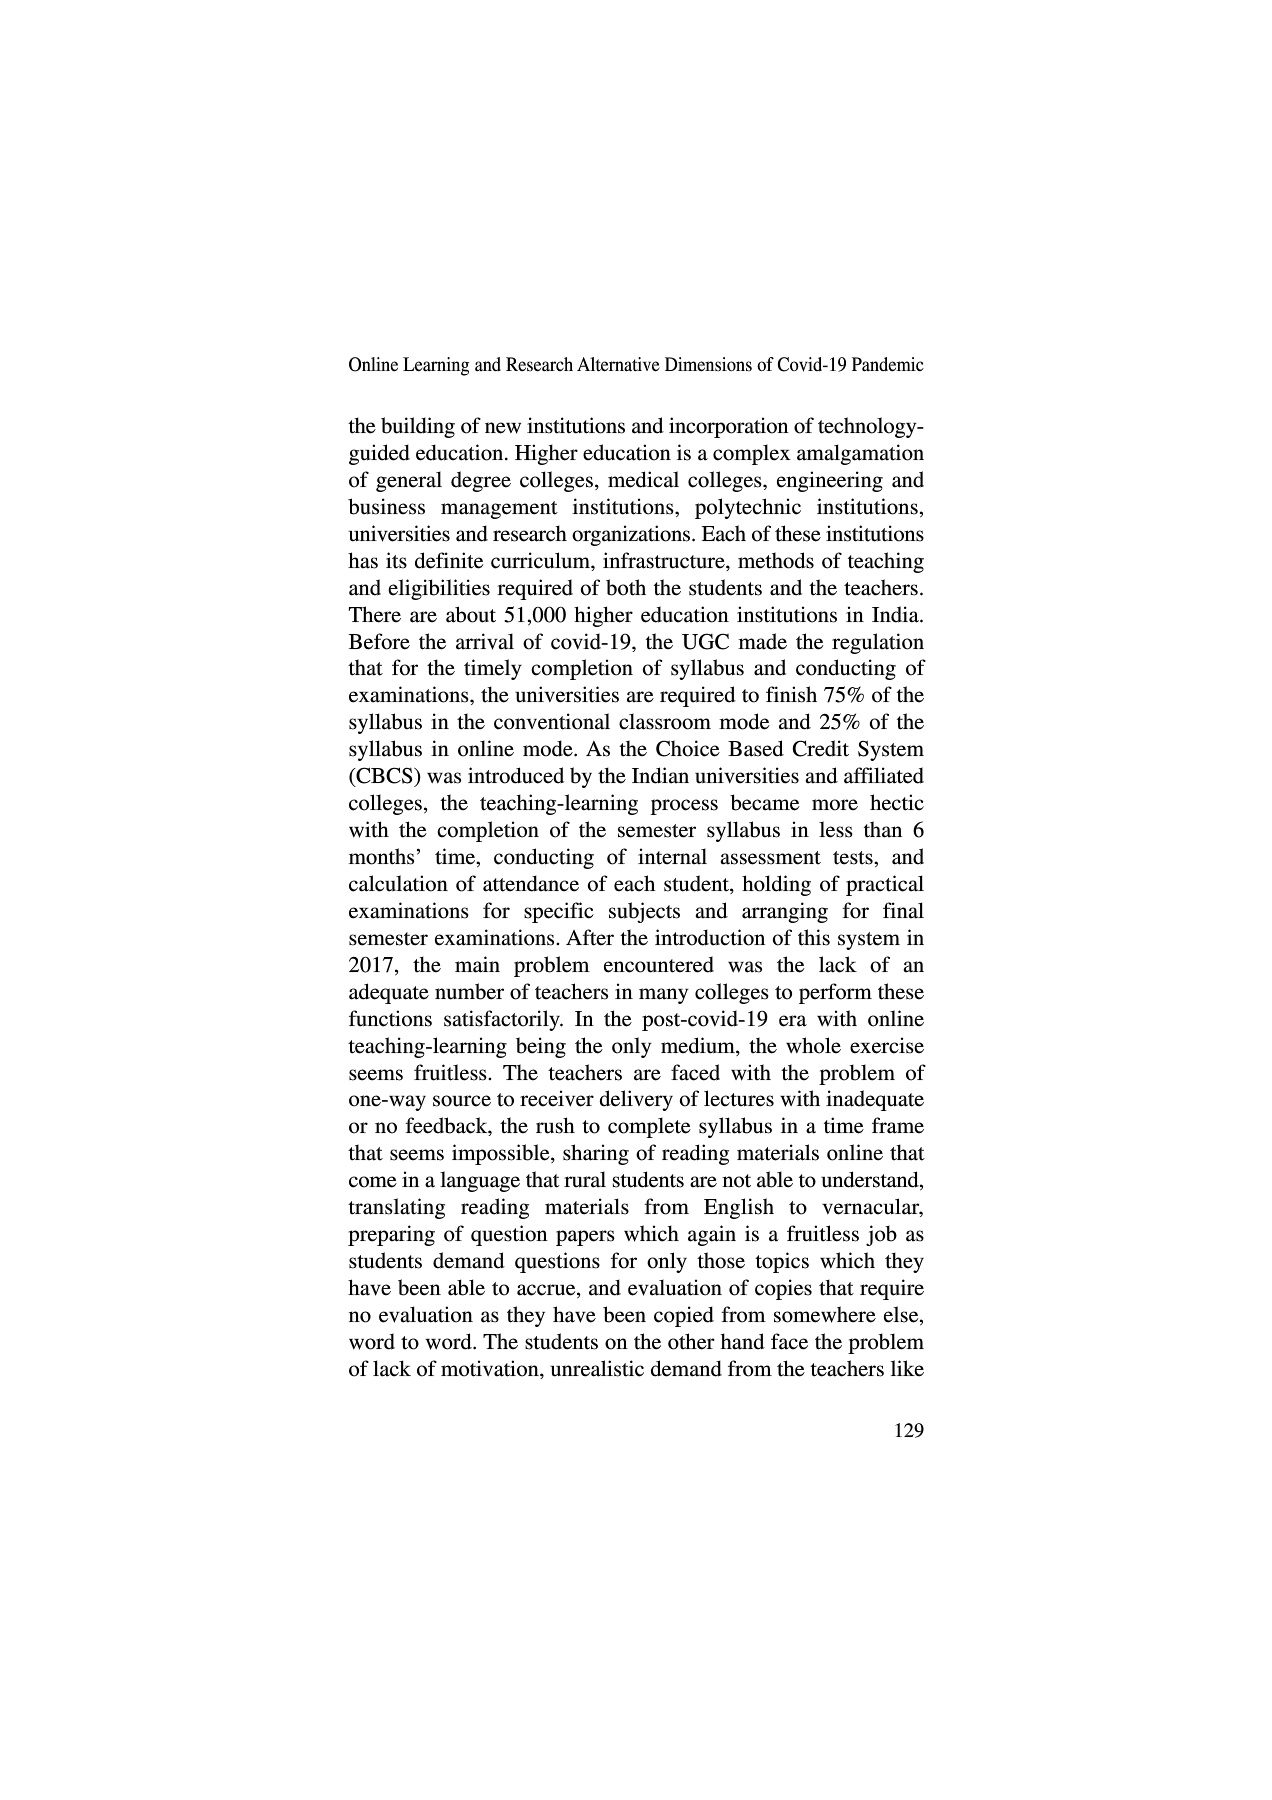 Online Learning and Research Alternative Dimensions of Covid-19 Pandemic
the building of new institutions and incorporation of technology-
guided education. Higher education is a complex amalgamation
of general degree colleges, medical colleges, engineering and
business management institutions, polytechnic institutions,
universities and research organizations. Each of these institutions
has its definite curriculum, infrastructure, methods of teaching
and eligibilities required of both the students and the teachers.
There are about 51,000 higher education institutions in India.
Before the arrival of covid-19, the UGC made the regulation
that for the timely completion of syllabus and conducting of
examinations, the universities are required to finish 75% of the
syllabus in the conventional classroom mode and 25% of the
syllabus in online mode. As the Choice Based Credit System
(CBCS) was introduced by the Indian universities and affiliated
colleges, the teaching-learning process became more hectic
with the completion of the semester syllabus in less than 6
months’ time, conducting of internal assessment tests, and
calculation of attendance of each student, holding of practical
examinations for specific subjects and arranging for final
semester examinations. After the introduction of this system in
2017, the main problem encountered was the lack of an
adequate number of teachers in many colleges to perform these
functions satisfactorily. In the post-covid-19 era with online
teaching-learning being the only medium, the whole exercise
seems fruitless. The teachers are faced with the problem of
one-way source to receiver delivery of lectures with inadequate
or no feedback, the rush to complete syllabus in a time frame
that seems impossible, sharing of reading materials online that
come in a language that rural students are not able to understand,
translating reading materials from English to vernacular,
preparing of question papers which again is a fruitless job as
students demand questions for only those topics which they
have been able to accrue, and evaluation of copies that require
no evaluation as they have been copied from somewhere else,
word to word. The students on the other hand face the problem
of lack of motivation, unrealistic demand from the teachers like
129